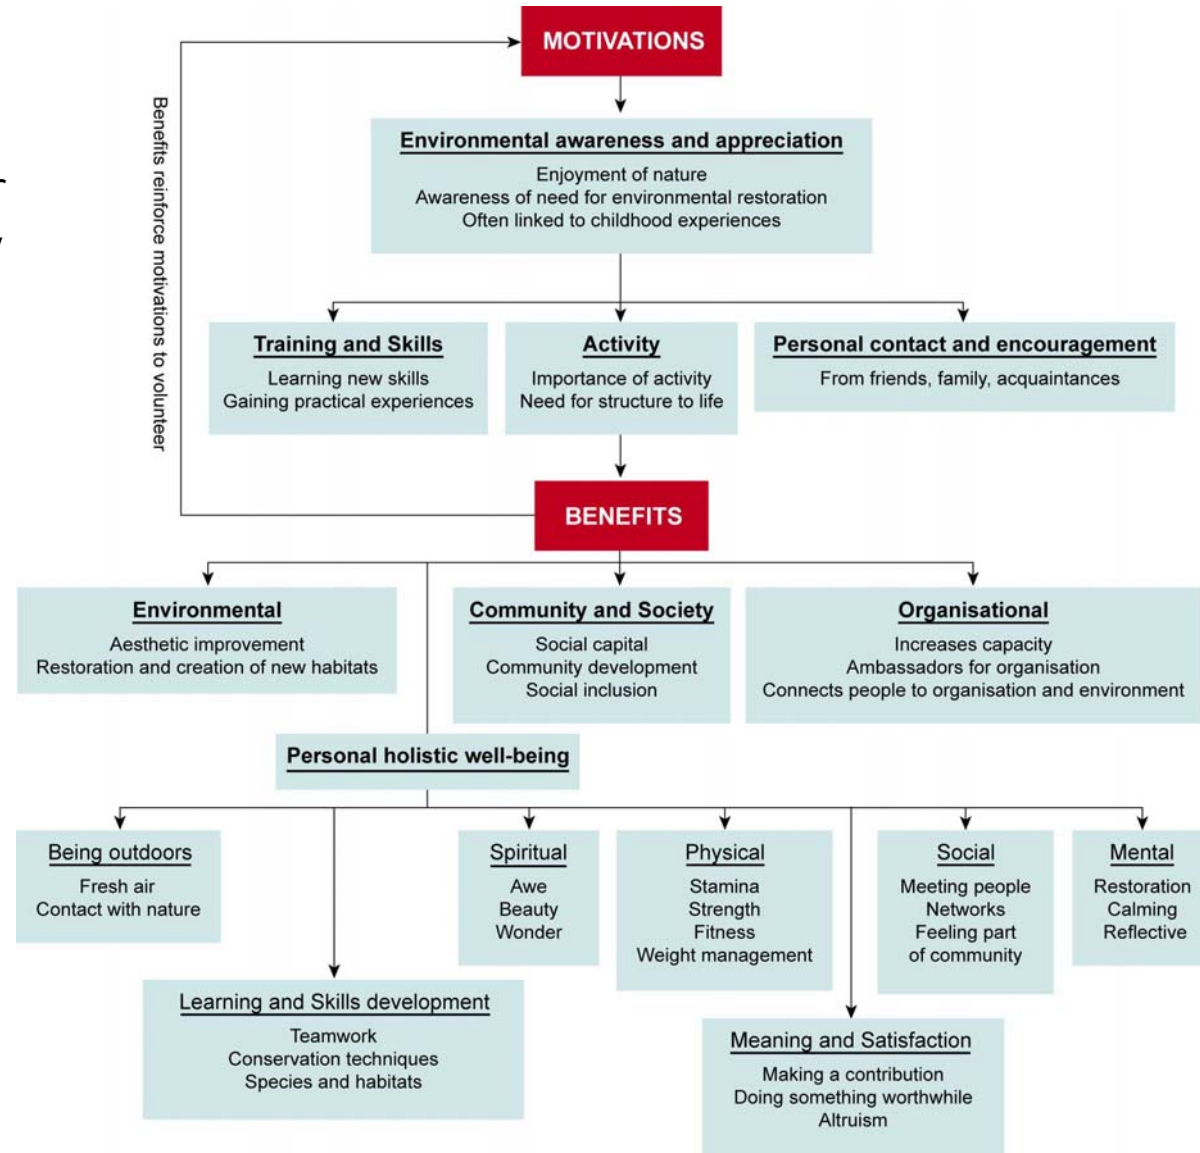 MOTIVATIONS
Benefits reinforce motivations to volunteer
Environmental awareness and appreciation
Enjoyment of nature
Awareness of need for environmental restoration
Often linked to childhood experiences
Training and Skills
Learning new skills
Gaining practical experiences
Activity
Importance of activity
Need for structure to life
Personal contact and encouragement
From friends, family, acquaintances
BENEFITS
Environmental
Aesthetic improvement
Restoration and creation of new habitats
Community and Society
Social capital
Community development
Social inclusion
Organisational
Increases capacity
Ambassadors for organisation
Connects people to organisation and environment
Personal holistic well-being
Being outdoors
Fresh air
Contact with nature
Spiritual
Awe
Beauty
Wonder
Physical
Stamina
Strength
Fitness
Weight management
Social
Meeting people
Networks
Feeling part
of community
Mental
Restoration
Calming
Reflective
Learning and Skills development
Teamwork
Conservation techniques
Species and habitats
Meaning and Satisfaction
Making a contribution
Doing something worthwhile
Altruism